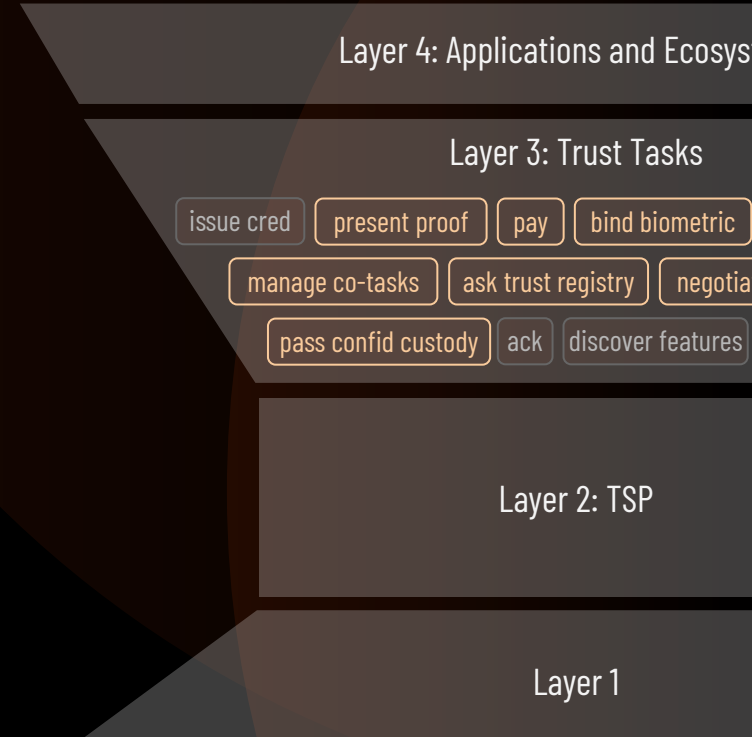 Layer 4: Applications and Ecosys
Layer 3: Trust Tasks
issue cred present proof pay bind biometric
manage co-tasks ask trust registry negotia
pass confid custody ack discover features
Layer 2: TSP
Layer 1